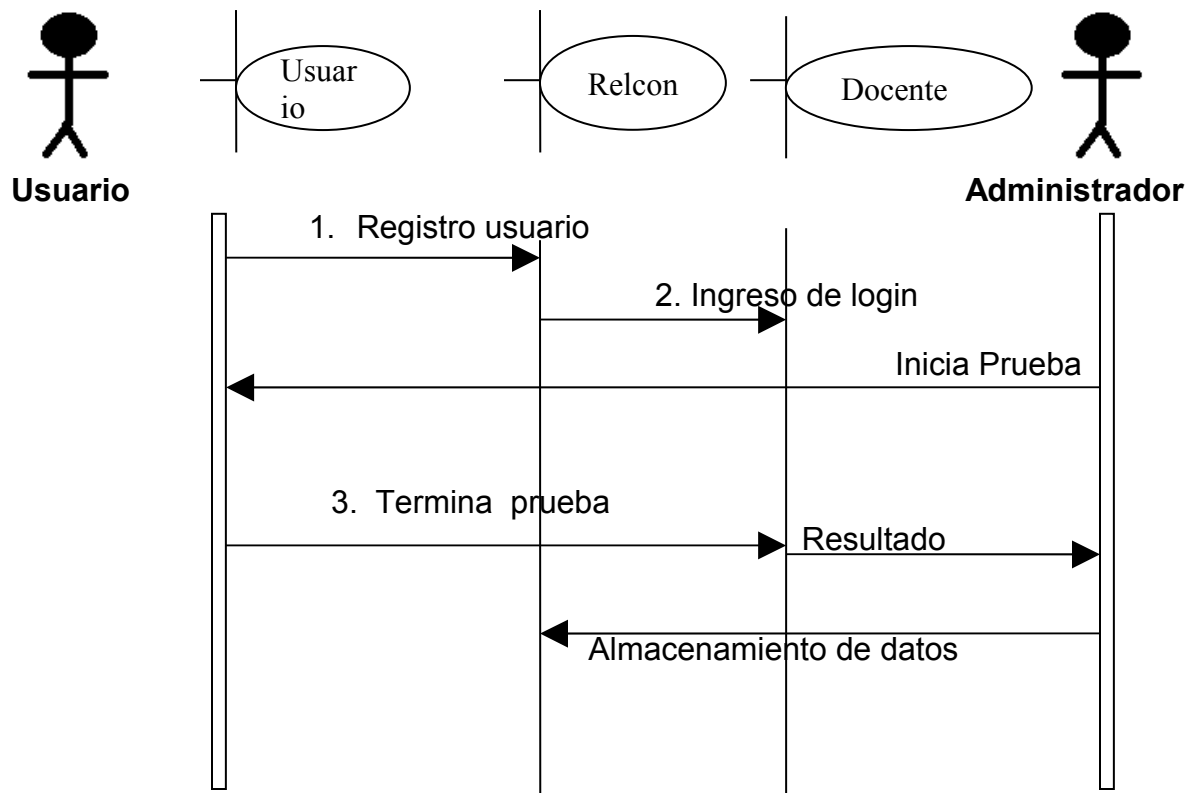 Usuar
io
Relcon
Docente
Usuario
Administrador
1. Registro usuario
2. Ingreso de login
Inicia Prueba
3. Termina prueba
Resultado
Almacenamiento de datos